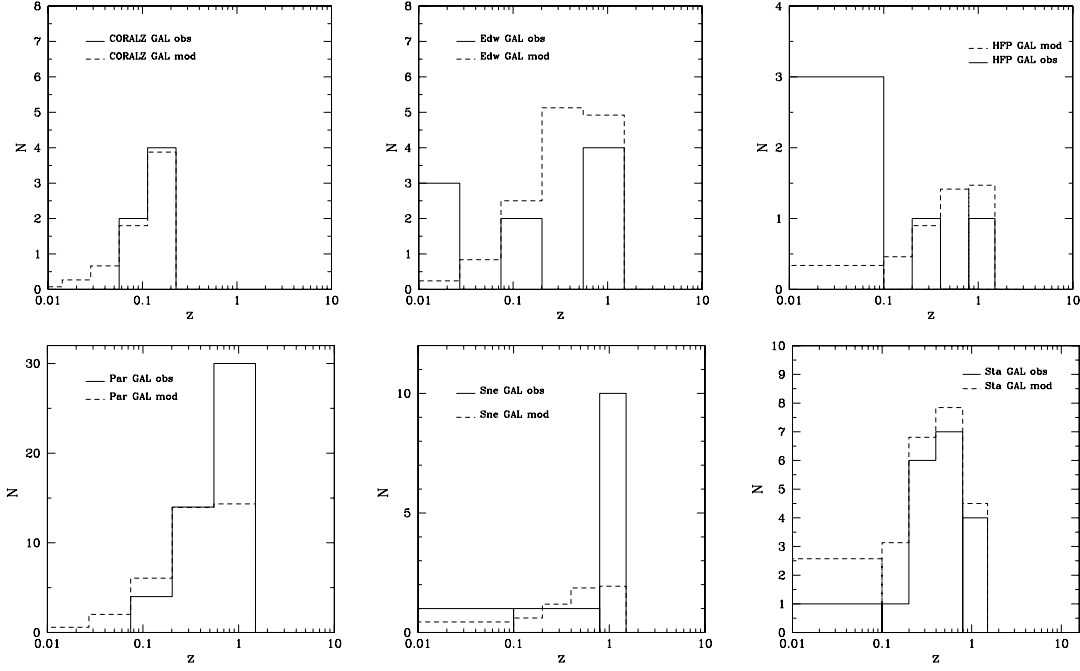 8
7
6
5
4
3
2
1
0
N
CORALZ GAL obs
CORALZ GAL mod
0.01 0.1 1 10
z
8
7
6
5
4
3
2
1
0
N
Edw GAL obs
Edw GAL mod
0.01 0.1 1 10
z
4
3
2
1
0
N
HFP GAL mod
HFP GAL obs
0.01 0.1 1 10
z
30
20
10
0
N
Par GAL obs
Par GAL mod
0.01 0.1 1 10
z
10
5
0
N
Sne GAL obs
Sne GAL mod
0.01 0.1 1 10
z
10
9
8
7
6
5
4
3
2
1
0
N
Sta GAL obs
Sta GAL mod
0.01 0.1 1
z